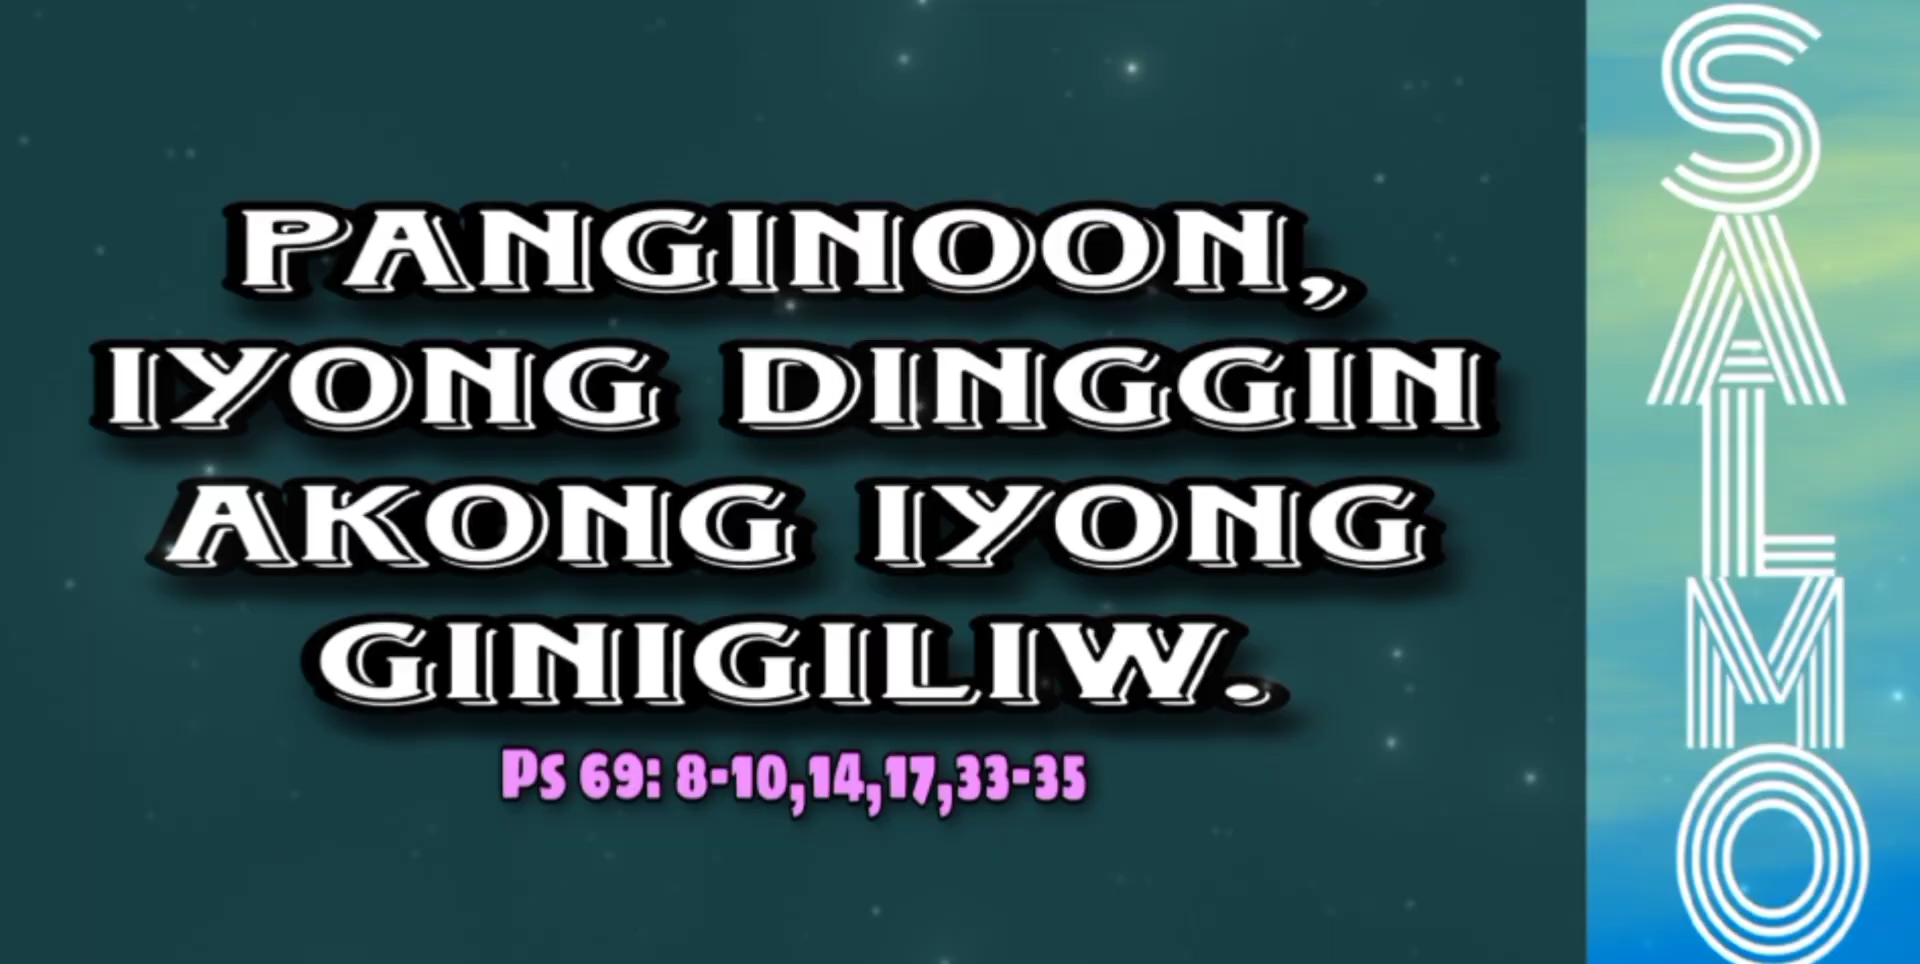 PANGINOON,
IYONG DINGGIN
AKONG IYONG
GINIGILIW.
Ps 69: 8-10,14,17,33-35
SALMO